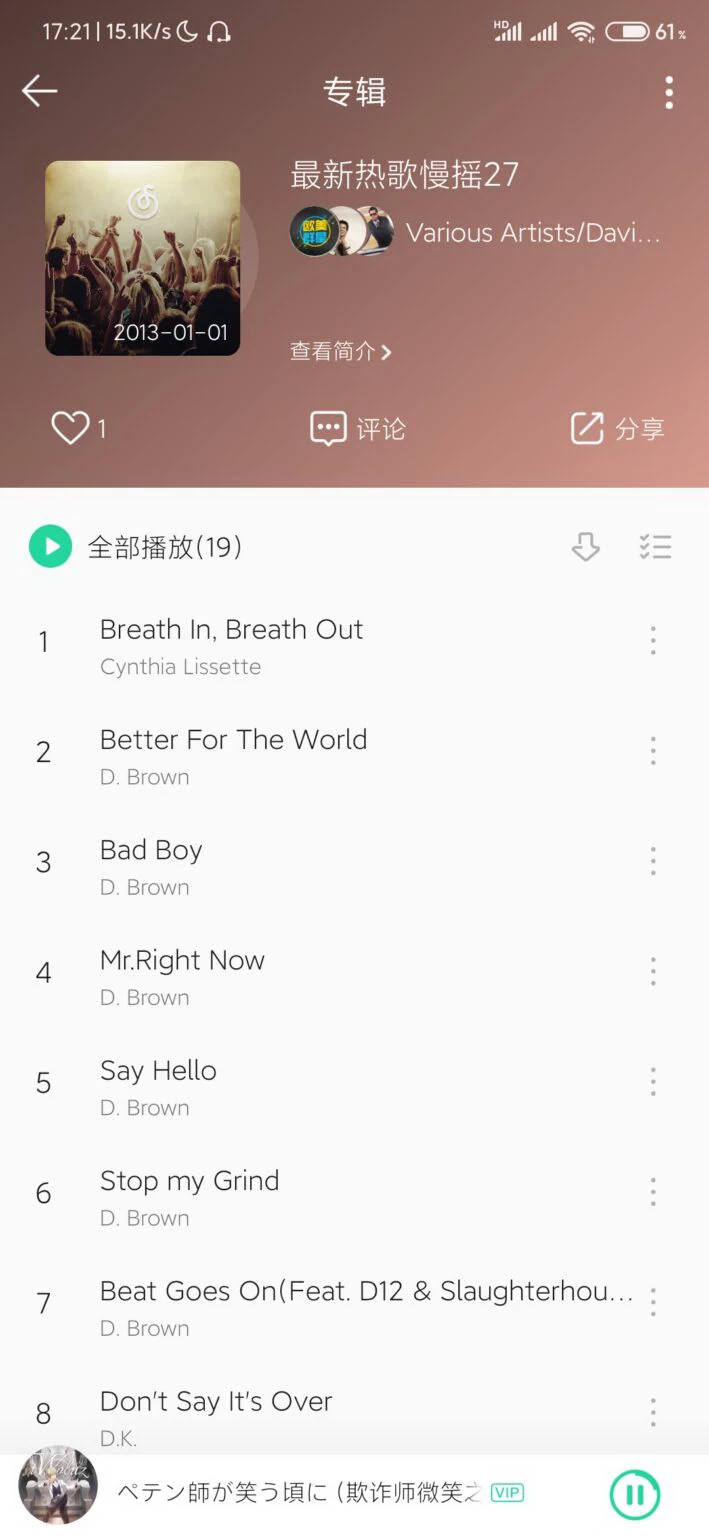 17:21 | 15.1K/s HD 61%
专辑
最新热歌慢摇27
欧美
群星
Various Artists/Davi...
2013-01-01
查看简介
1 评论 分享
全部播放(19)
1 Breath In, Breath Out
Cynthia Lissette
2 Better For The World
D. Brown
3 Bad Boy
D. Brown
4 Mr.Right Now
D. Brown
5 Say Hello
D. Brown
6 Stop my Grind
D. Brown
7 Beat Goes On(Feat. D12 & Slaughterhou...
D. Brown
8 Don't Say It's Over
D.K.
ペテン師が笑う頃に (欺诈师微笑之 VIP